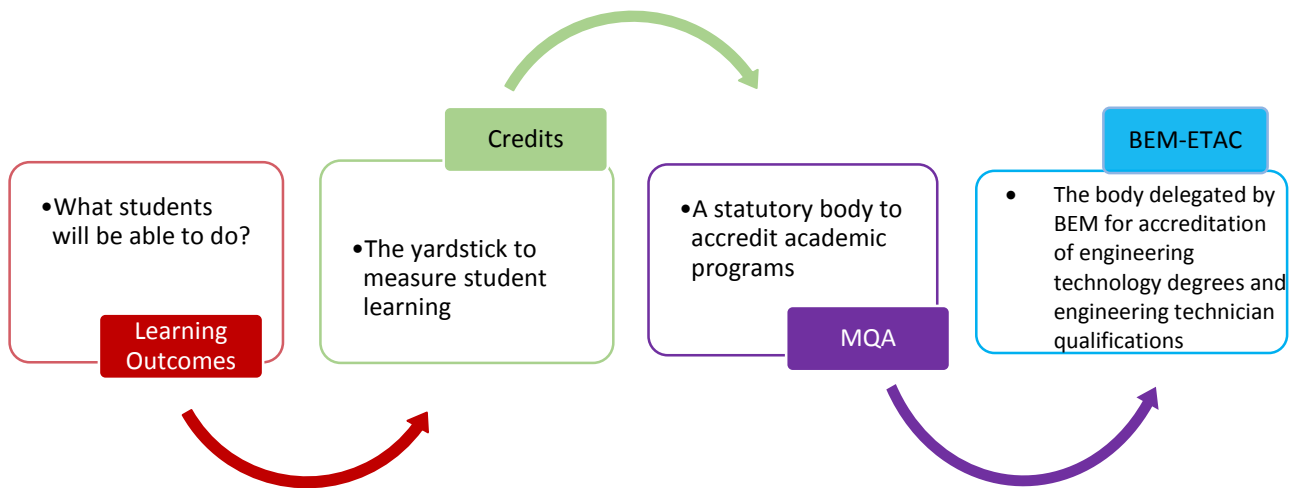 •What students
will be able to do?
Learning
Outcomes
Credits
•The yardstick to
measure student
learning
•A statutory body to
accredit academic
programs
MQA
BEM-ETAC
• The body delegated by
BEM for accreditation
of engineering
technology degrees and
engineering technician
qualifications